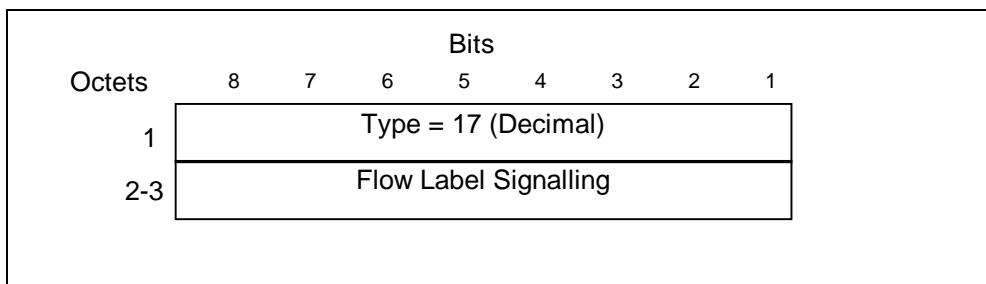 Bits
Octets 8 7 6 5 4 3 2 1
1 Type = 17 (Decimal)
2-3 Flow Label Signalling